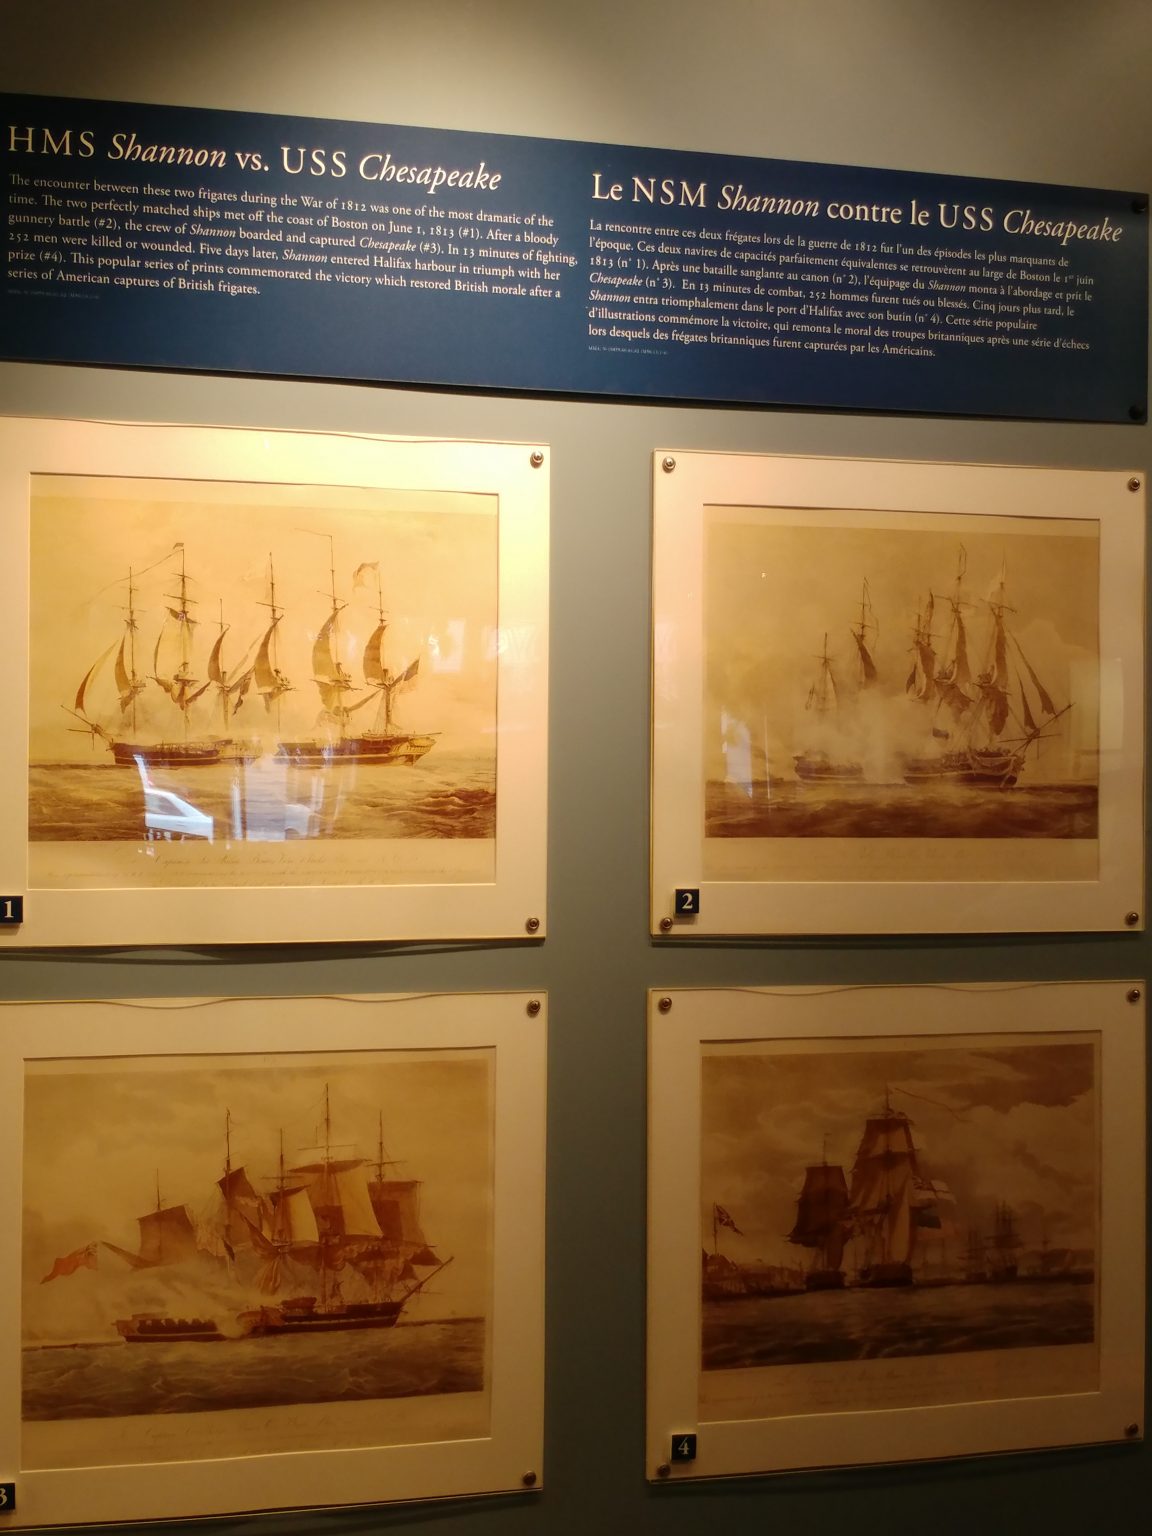 HMS Shannon vs. USS Chesapeake
The encounter between these two frigates during the War of 1812 was one of the most dramatic of the
time. The two perfectly matched ships met off the coast of Boston on June 1, 1813 (#1). After a bloody
gunnery battle (#2), the crew of Shannon boarded and captured Chesapeake (#3). In 13 minutes of fighting,
252 men were killed or wounded. Five days later, Shannon entered Halifax harbour in triumph with her
prize (#4). This popular series of prints commemorated the victory which restored British morale after a
series of American captures of British frigates.
Le NSM Shannon contre le USS Chesapeake
La rencontre entre ces deux frégates lors de la guerre de 1812 fut l'un des épisodes les plus marquants de
l'époque. Ces deux navires de capacités parfaitement équivalentes se retrouvèrent au large de Boston le 1er juin
1813 (n° 1). Après une bataille sanglante au canon (n° 2), l'équipage du Shannon monta à l'abordage et prit le
Chesapeake (n° 3). En 13 minutes de combat, 252 hommes furent tués ou blessés. Cinq jours plus tard, le
Shannon entra triomphalement dans le port d'Halifax avec son butin (n° 4). Cette série populaire
d'illustrations commémore la victoire, qui remonta le moral des troupes britanniques après une série d'échecs
lors desquels des frégates britanniques furent capturées par les Américains.
1
2
3
4